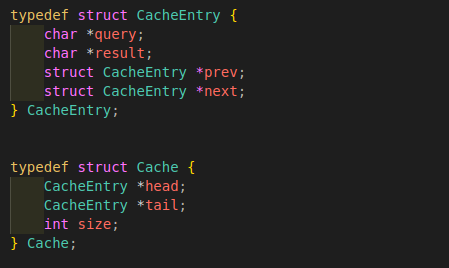 typedef struct CacheEntry {
    char *query;
    char *result;
    struct CacheEntry *prev;
    struct CacheEntry *next;
} CacheEntry;
typedef struct Cache {
    CacheEntry *head;
    CacheEntry *tail;
    int size;
} Cache;